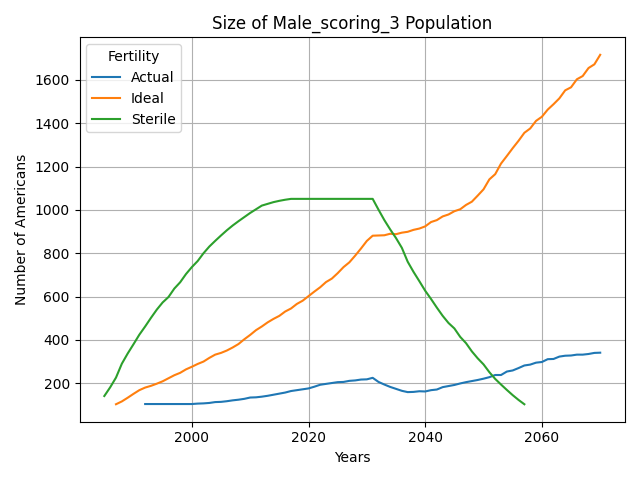 Size of Male_scoring_3 Population
Fertility
Actual
Ideal
Sterile
Number of Americans
1600
1400
1200
1000
800
600
400
200
2000
2020
2040
2060
Years